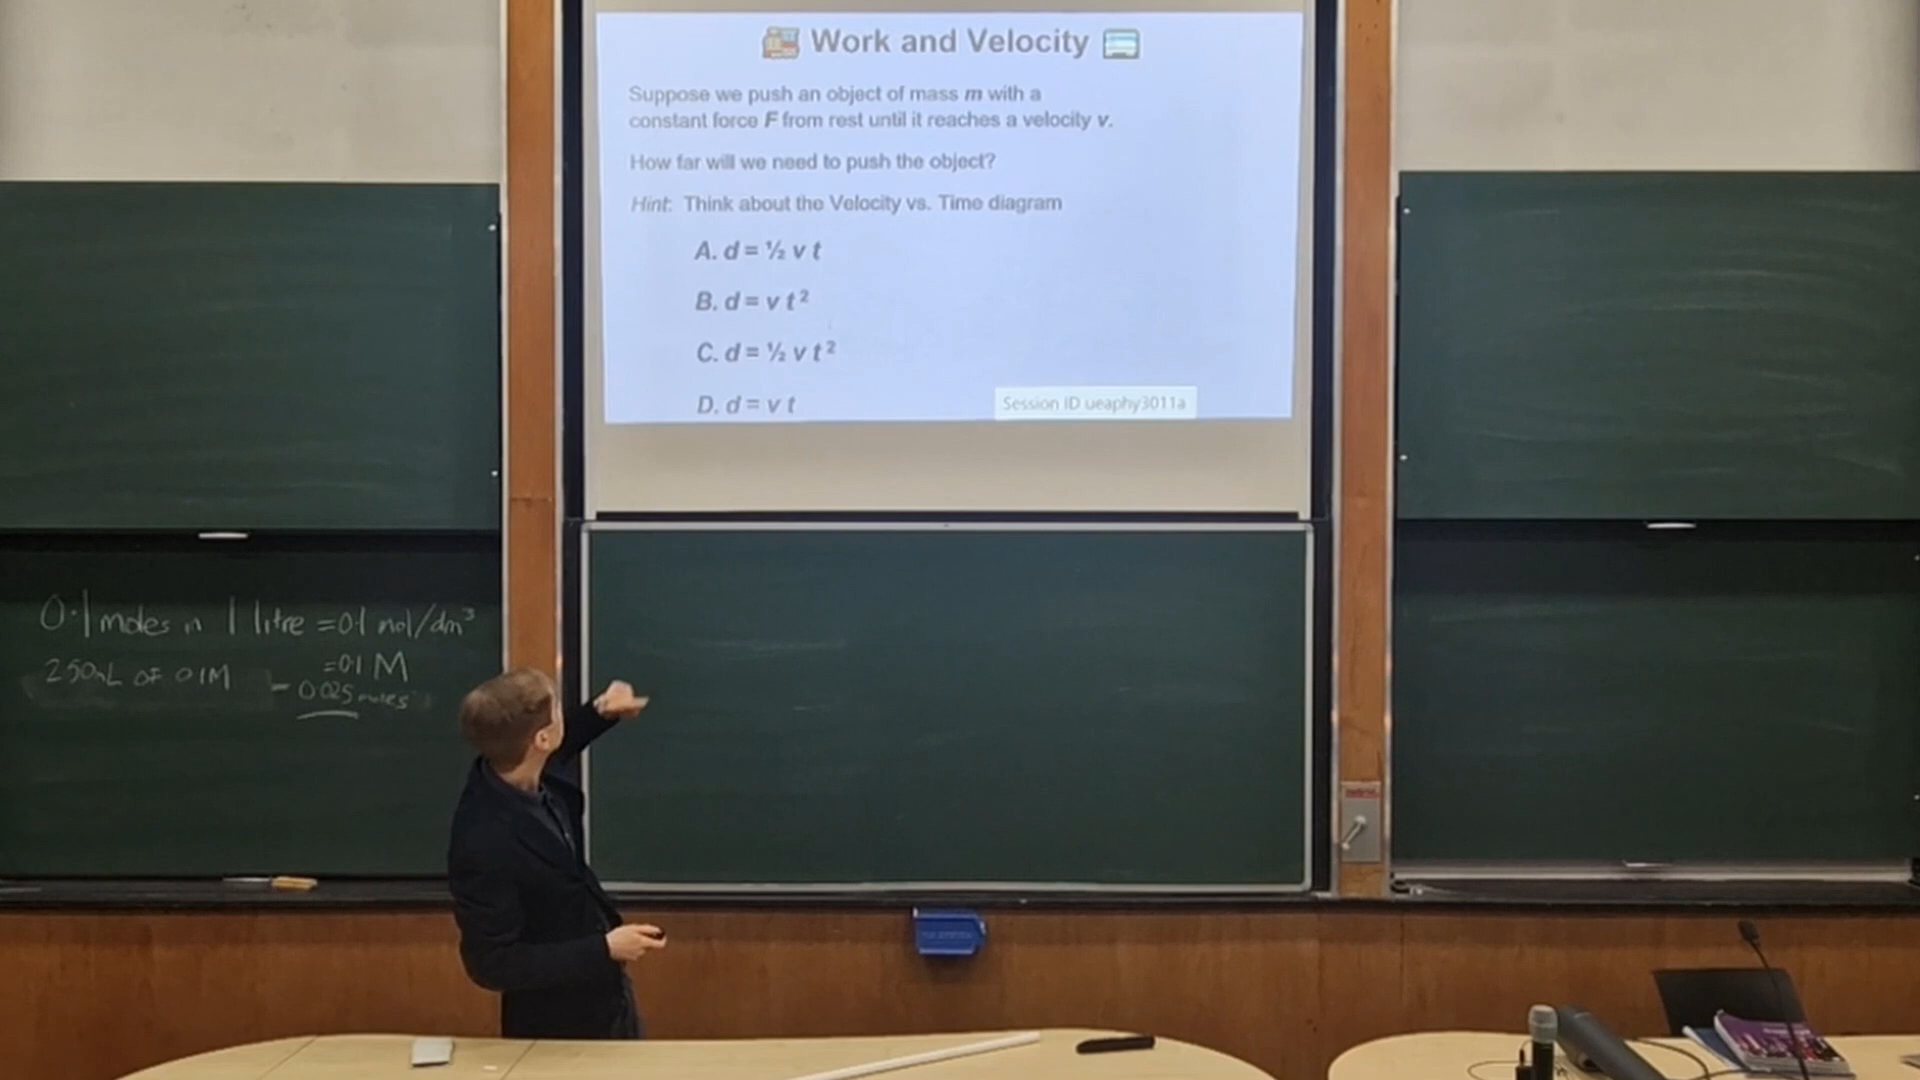 Work and Velocity
Suppose we push an object of mass m with a
constant force F from rest until it reaches a velocity v.
How far will we need to push the object?
Hint: Think about the Velocity vs. Time diagram
A. d = ½ v t
B. d = v t²
C. d = ½ v t²
D. d = v t
Session ID ueaphy3011a
0.1 moles in 1 litre = 0.1 mol/dm³
= 0.1 M
250mL OF 0.1M = 0.025 moles